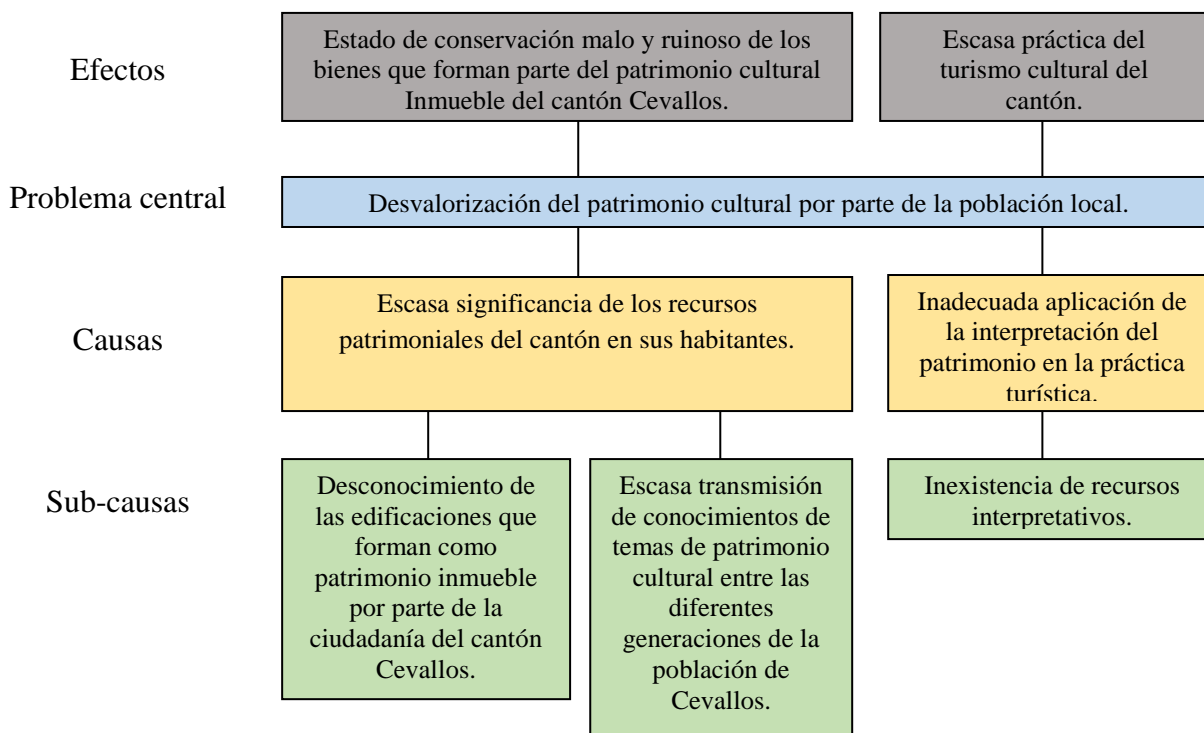 Efectos
Estado de conservación malo y ruinoso de los
bienes que forman parte del patrimonio cultural
Inmueble del cantón Cevallos.
Escasa práctica del
turismo cultural del
cantón.
Problema central
Desvalorización del patrimonio cultural por parte de la población local.
Causas
Escasa significancia de los recursos
patrimoniales del cantón en sus habitantes.
Inadecuada aplicación de
la interpretación del
patrimonio en la práctica
turística.
Sub-causas
Desconocimiento de
las edificaciones que
forman como
patrimonio inmueble
por parte de la
ciudadanía del cantón
Cevallos.
Escasa transmisión
de conocimientos de
temas de patrimonio
cultural entre las
diferentes
generaciones de la
población de
Cevallos.
Inexistencia de recursos
interpretativos.